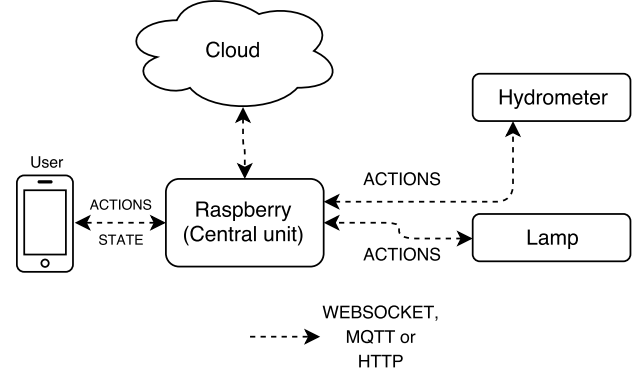 Cloud
Hydrometer
User
ACTIONS
STATE
Raspberry
(Central unit)
ACTIONS
ACTIONS
Lamp
WEBSOCKET,
MQTT or
HTTP